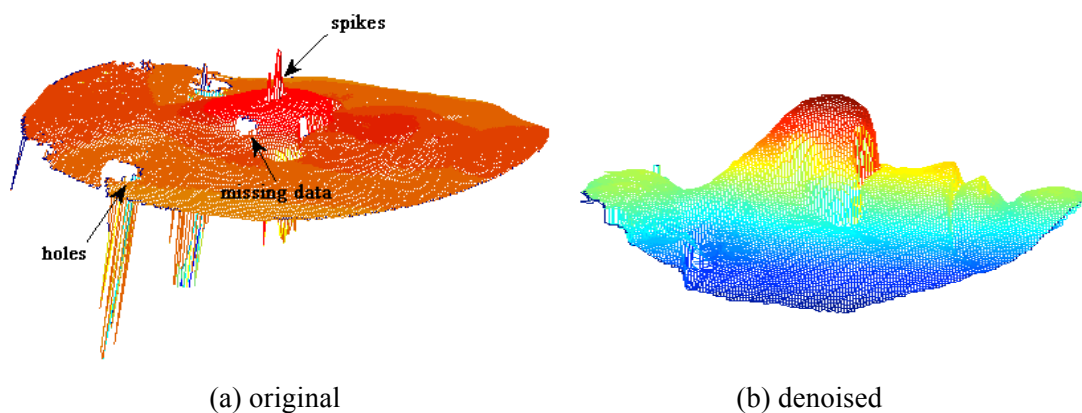 spikes
missing data
holes
(a) original
(b) denoised